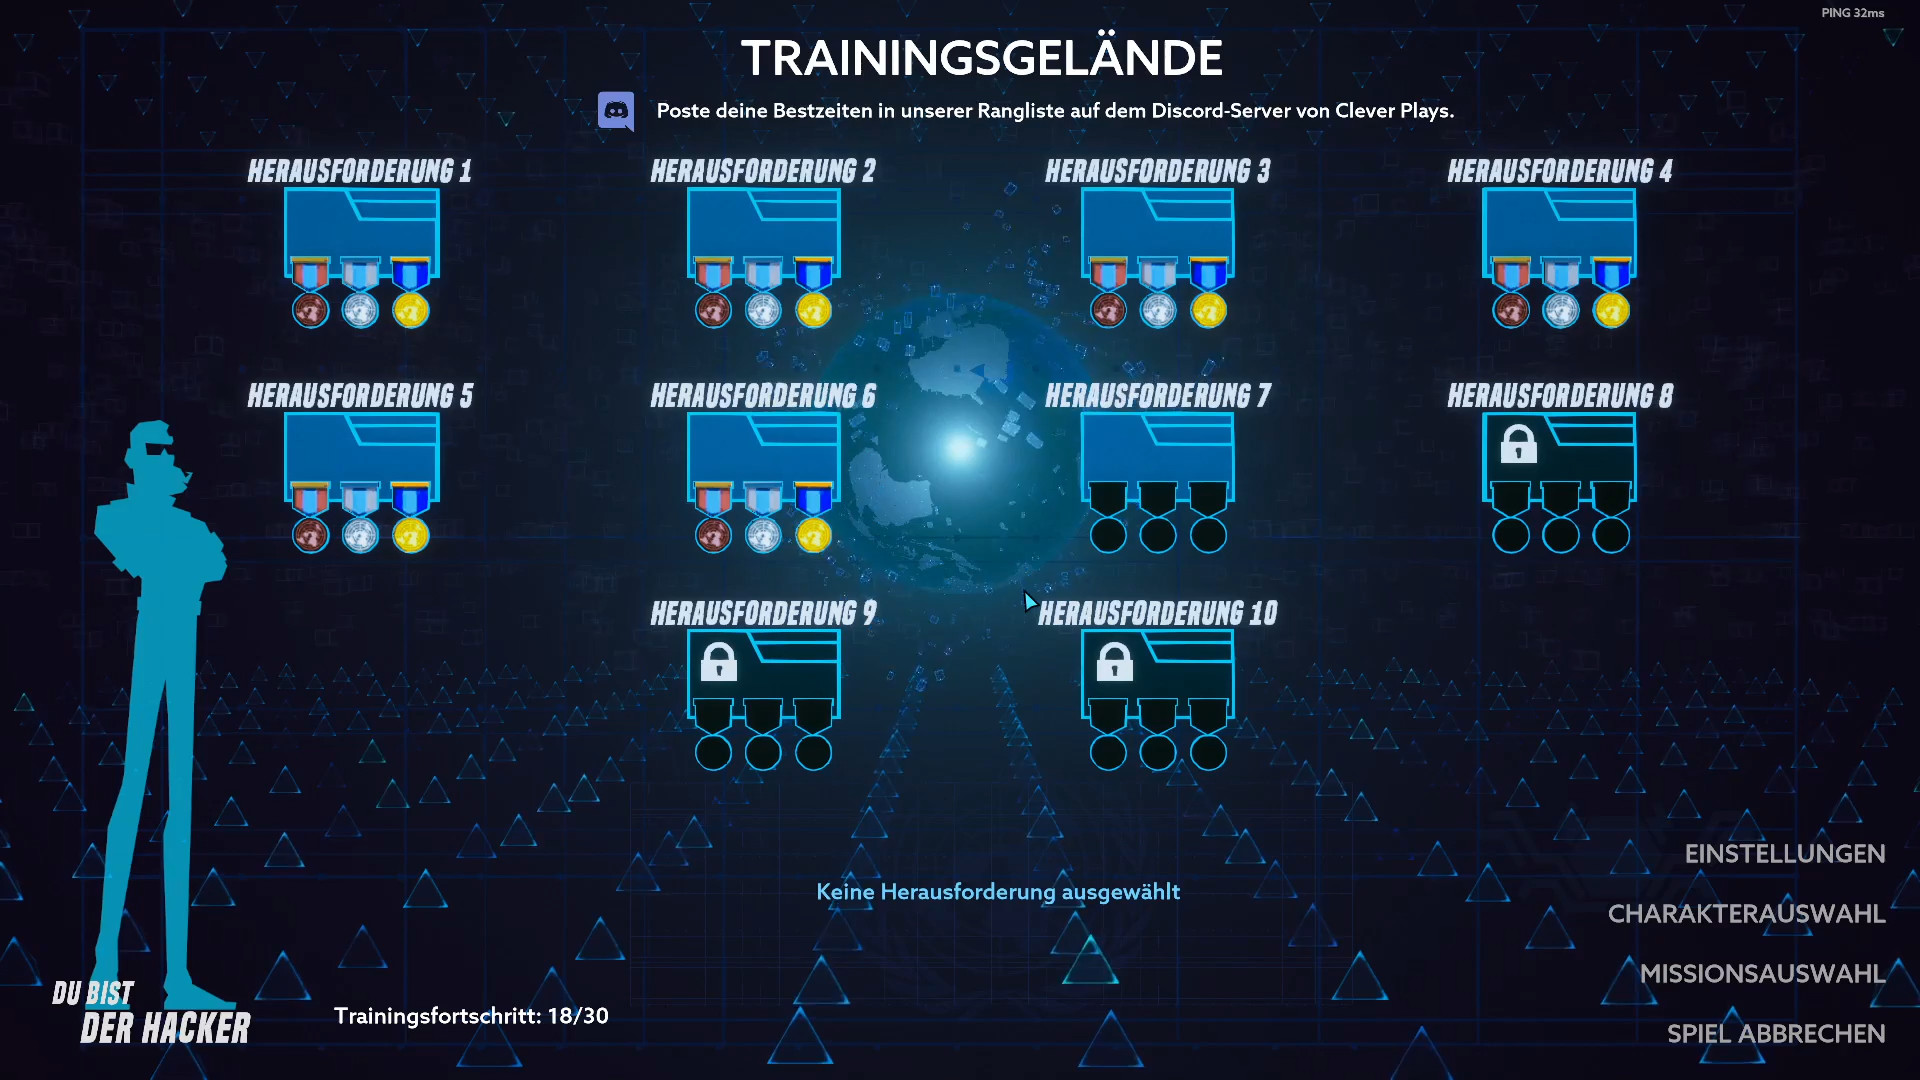 PING 32ms
TRAININGSGELÄNDE
Poste deine Bestzeiten in unserer Rangliste auf dem Discord-Server von Clever Plays.
HERAUSFORDERUNG 1
HERAUSFORDERUNG 2
HERAUSFORDERUNG 3
HERAUSFORDERUNG 4
HERAUSFORDERUNG 5
HERAUSFORDERUNG 6
HERAUSFORDERUNG 7
HERAUSFORDERUNG 8
HERAUSFORDERUNG 9
HERAUSFORDERUNG 10
Keine Herausforderung ausgewählt
EINSTELLUNGEN
CHARAKTERAUSWAHL
MISSIONSAUSWAHL
SPIEL ABBRECHEN
DU BIST
DER HACKER
Trainingsfortschritt: 18/30